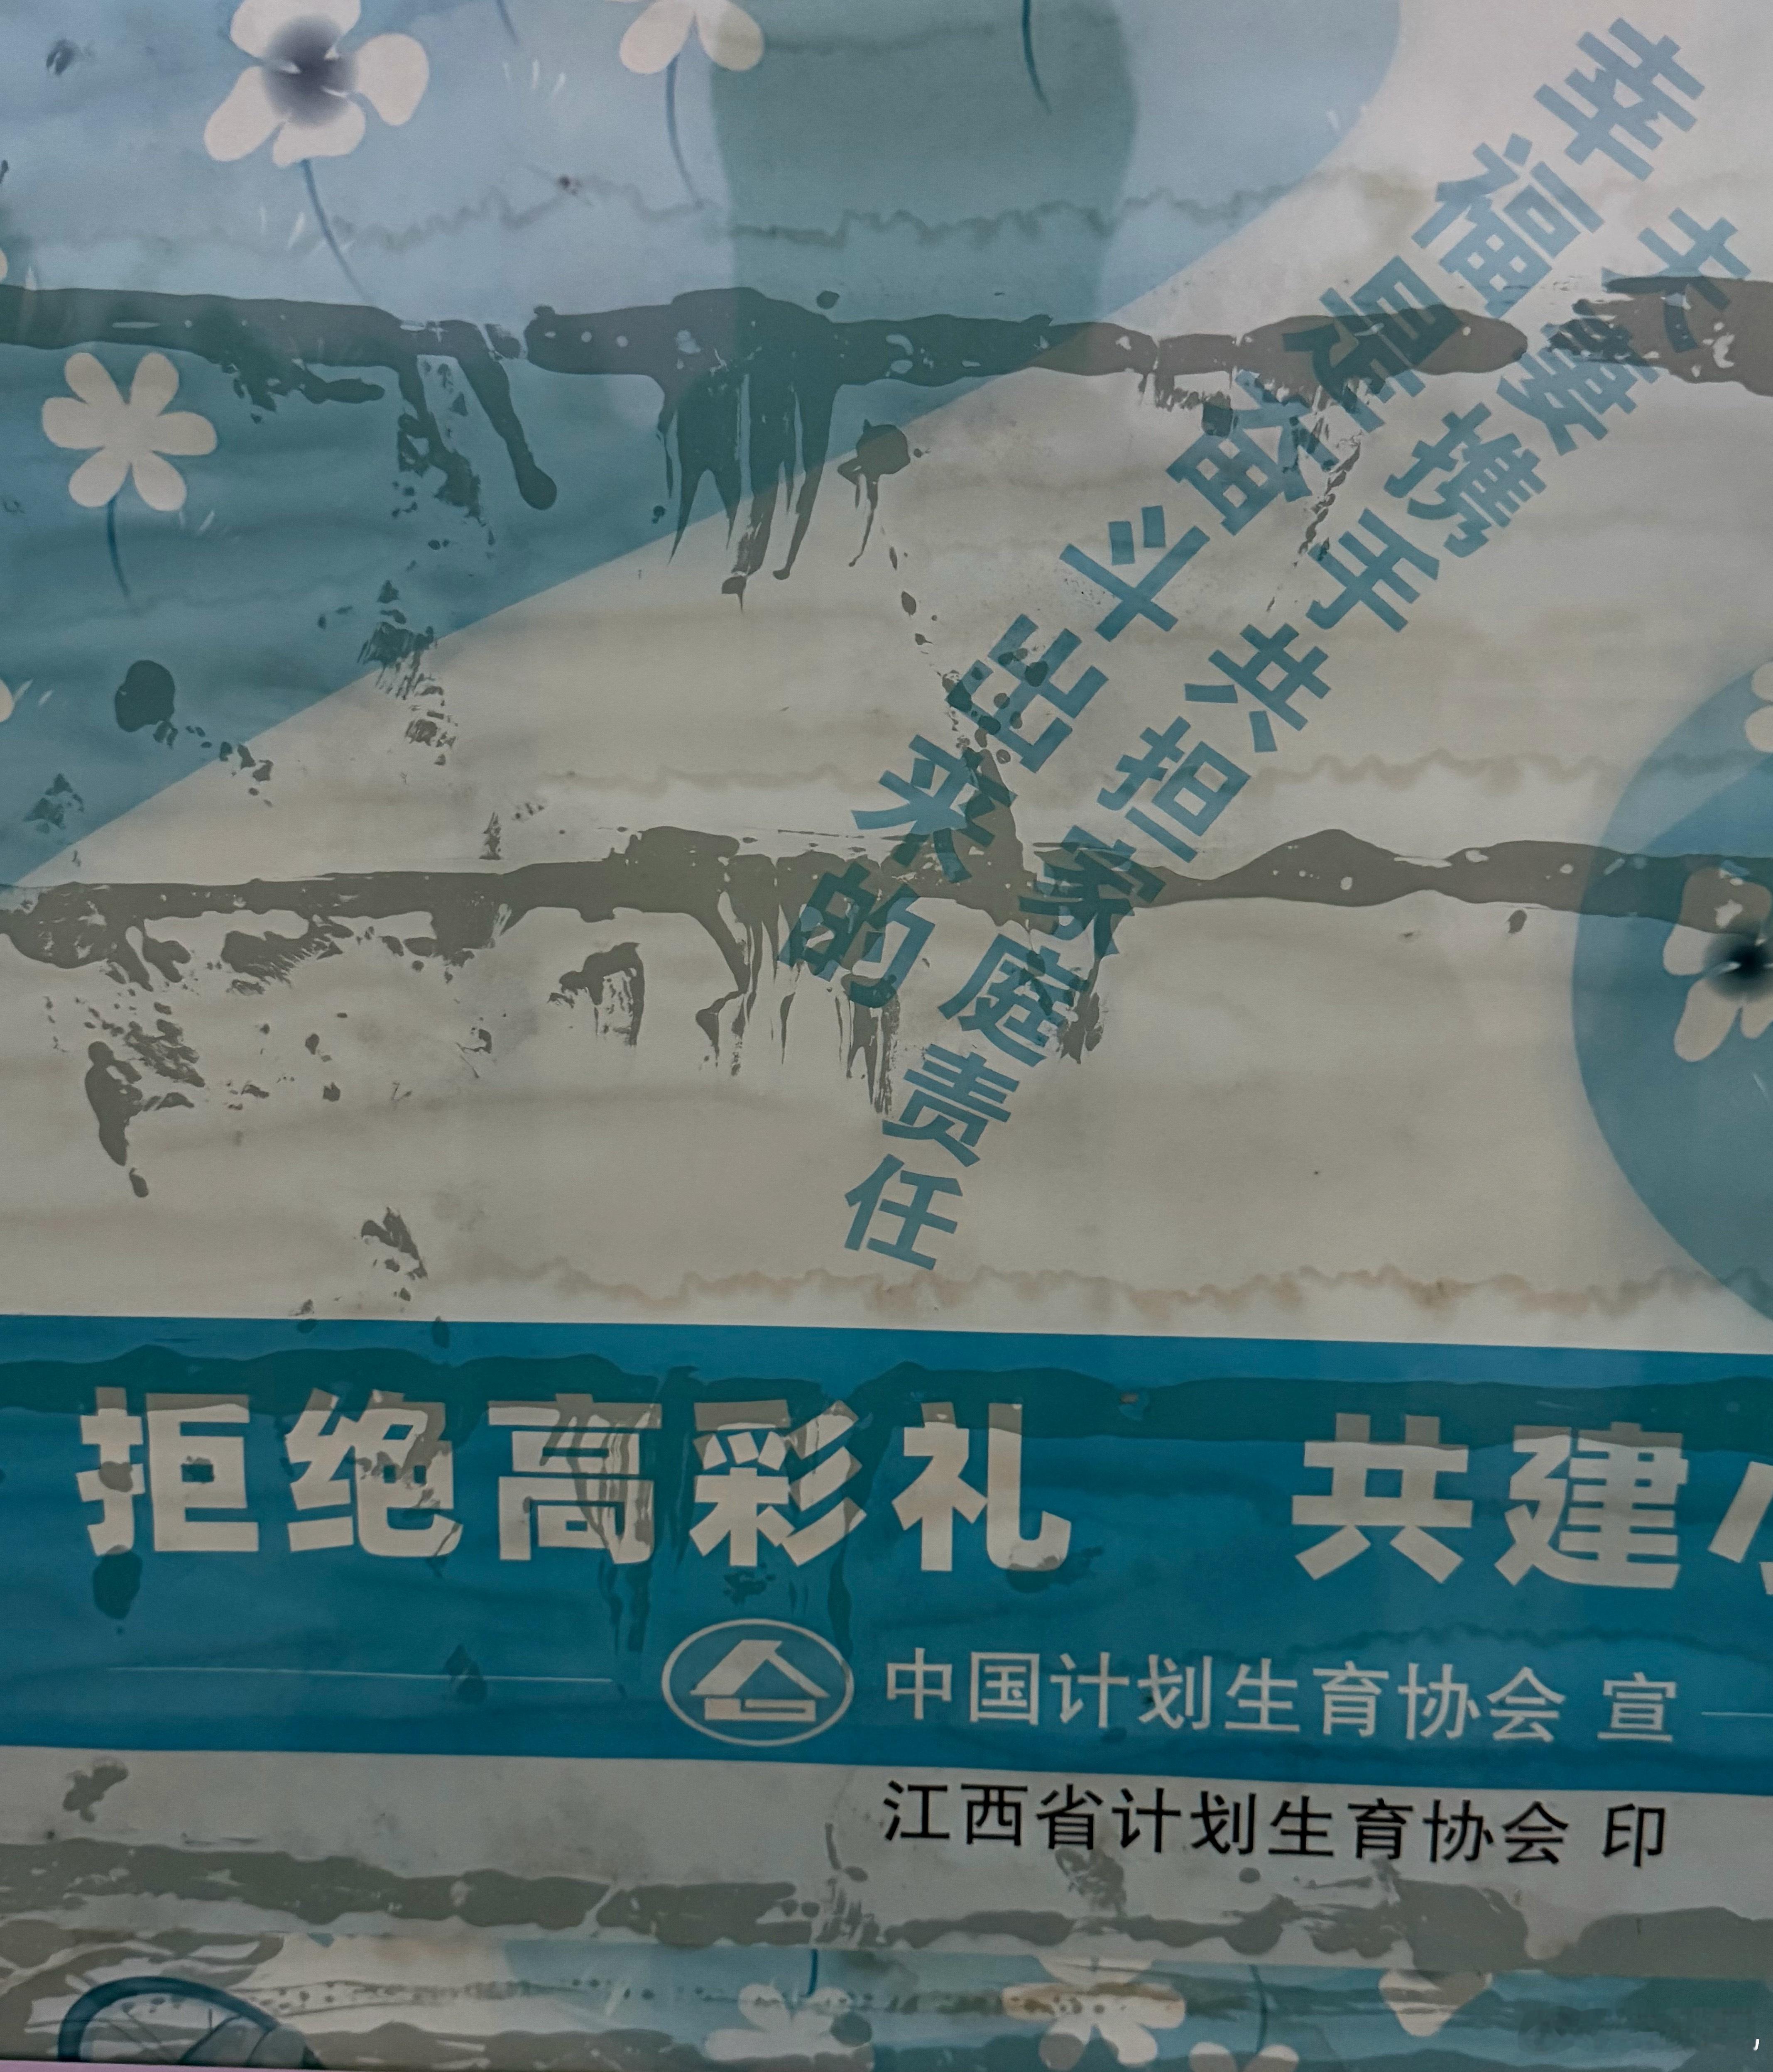 幸福是奋斗出来的
夫妻携手共担家庭责任
拒绝高彩礼 共建
中国计划生育协会 宣
江西省计划生育协会 印